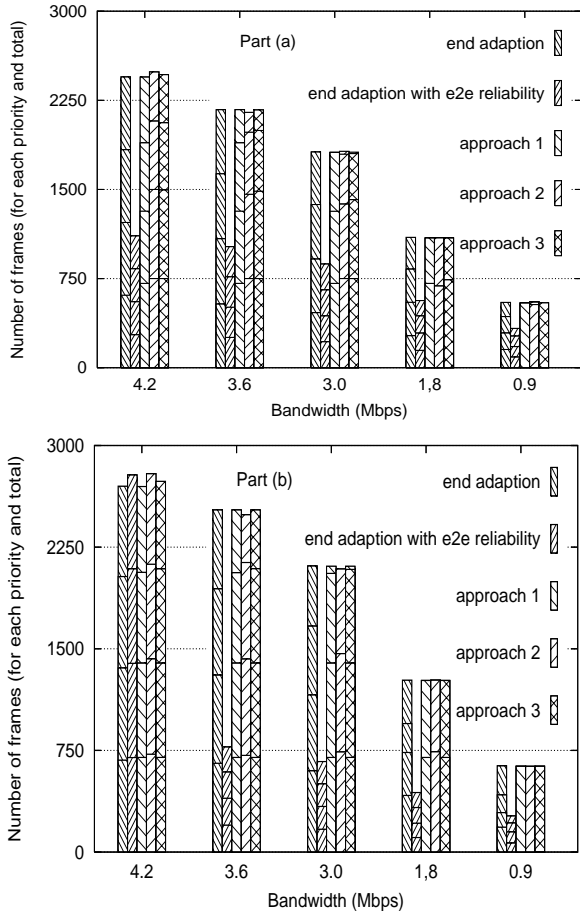 3000
2250
1500
750
0
Number of frames (for each priority and total)
Part (a)
end adaption
end adaption with e2e reliability
approach 1
approach 2
approach 3
4.2 3.6 3.0 1,8 0.9
Bandwidth (Mbps)
3000
2250
1500
750
0
Number of frames (for each priority and total)
Part (b)
end adaption
end adaption with e2e reliability
approach 1
approach 2
approach 3
4.2 3.6 3.0 1,8 0.9
Bandwidth (Mbps)